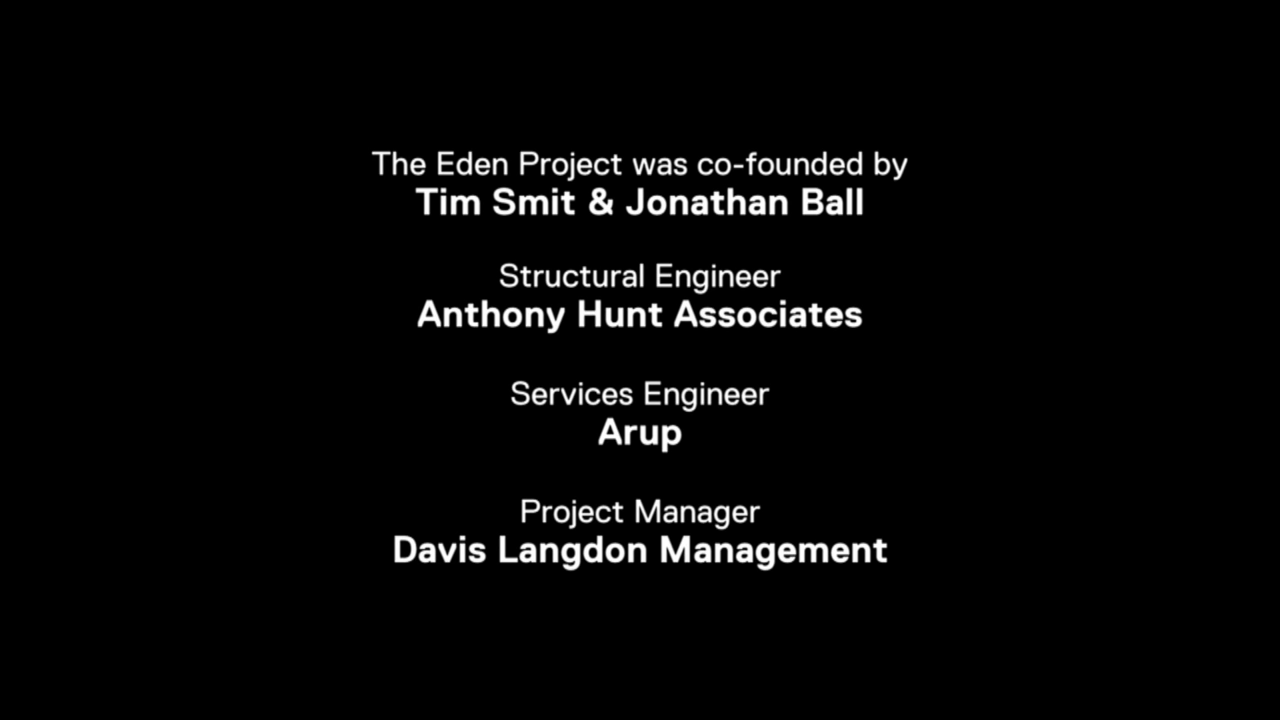 The Eden Project was co-founded by
Tim Smit & Jonathan Ball
Structural Engineer
Anthony Hunt Associates
Services Engineer
Arup
Project Manager
Davis Langdon Management